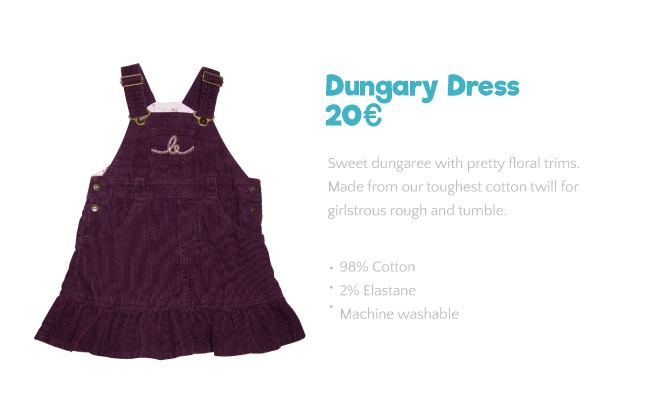 Dungary Dress
20€
Sweet dungaree with pretty floral trims.
Made from our toughest cotton twill for
girlstrous rough and tumble.
• 98% Cotton
• 2% Elastane
• Machine washable